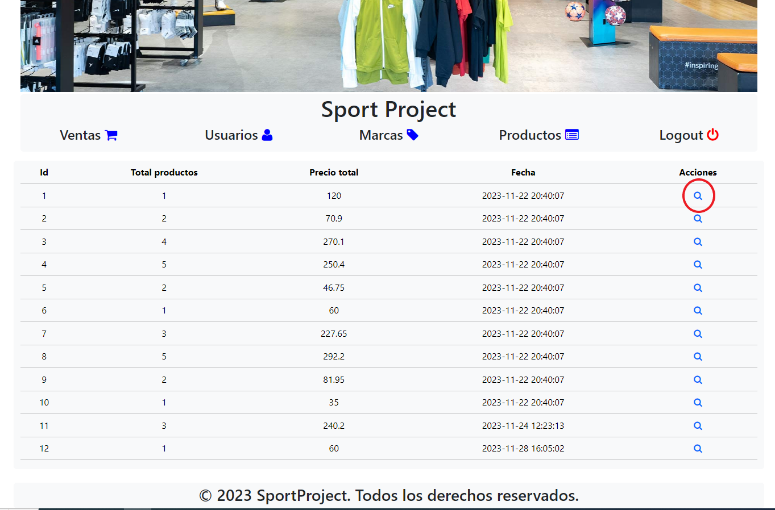 #inspiring
Sport Project
Ventas Usuarios Marcas Productos Logout
Id Total productos Precio total Fecha Acciones
1 1 120 2023-11-22 20:40:07
2 2 70.9 2023-11-22 20:40:07
3 4 270.1 2023-11-22 20:40:07
4 5 250.4 2023-11-22 20:40:07
5 2 46.75 2023-11-22 20:40:07
6 1 60 2023-11-22 20:40:07
7 3 227.65 2023-11-22 20:40:07
8 5 292.2 2023-11-22 20:40:07
9 2 81.95 2023-11-22 20:40:07
10 1 35 2023-11-22 20:40:07
11 3 240.2 2023-11-24 12:23:13
12 1 60 2023-11-28 16:05:02
© 2023 SportProject. Todos los derechos reservados.